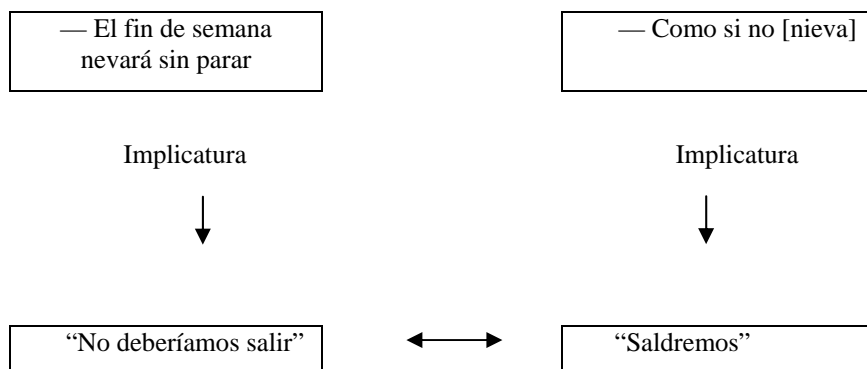 — El fin de semana
nevará sin parar
— Como si no [nieva]
Implicatura
Implicatura
“No deberíamos salir”
“Saldremos”